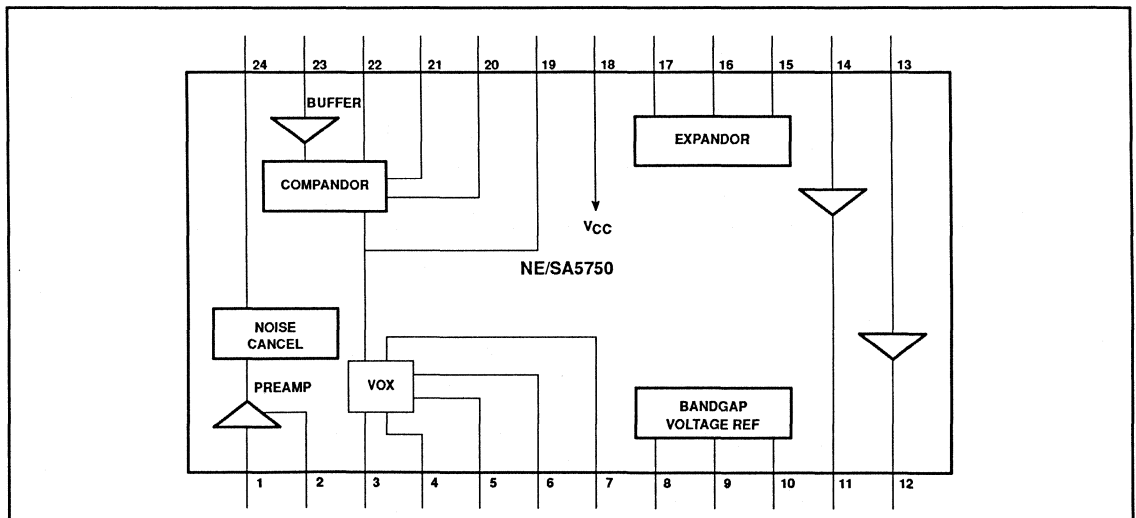 24 23 22 21 20 19 18 17 16 15 14 13
BUFFER
EXPANDOR
COMPANDOR
VCC
NE/SA5750
NOISE
CANCEL
PREAMP
VOX
BANDGAP
VOLTAGE REF
1 2 3 4 5 6 7 8 9 10 11 12